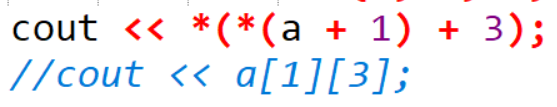 cout << *(*(a + 1) + 3);
//cout << a[1][3];